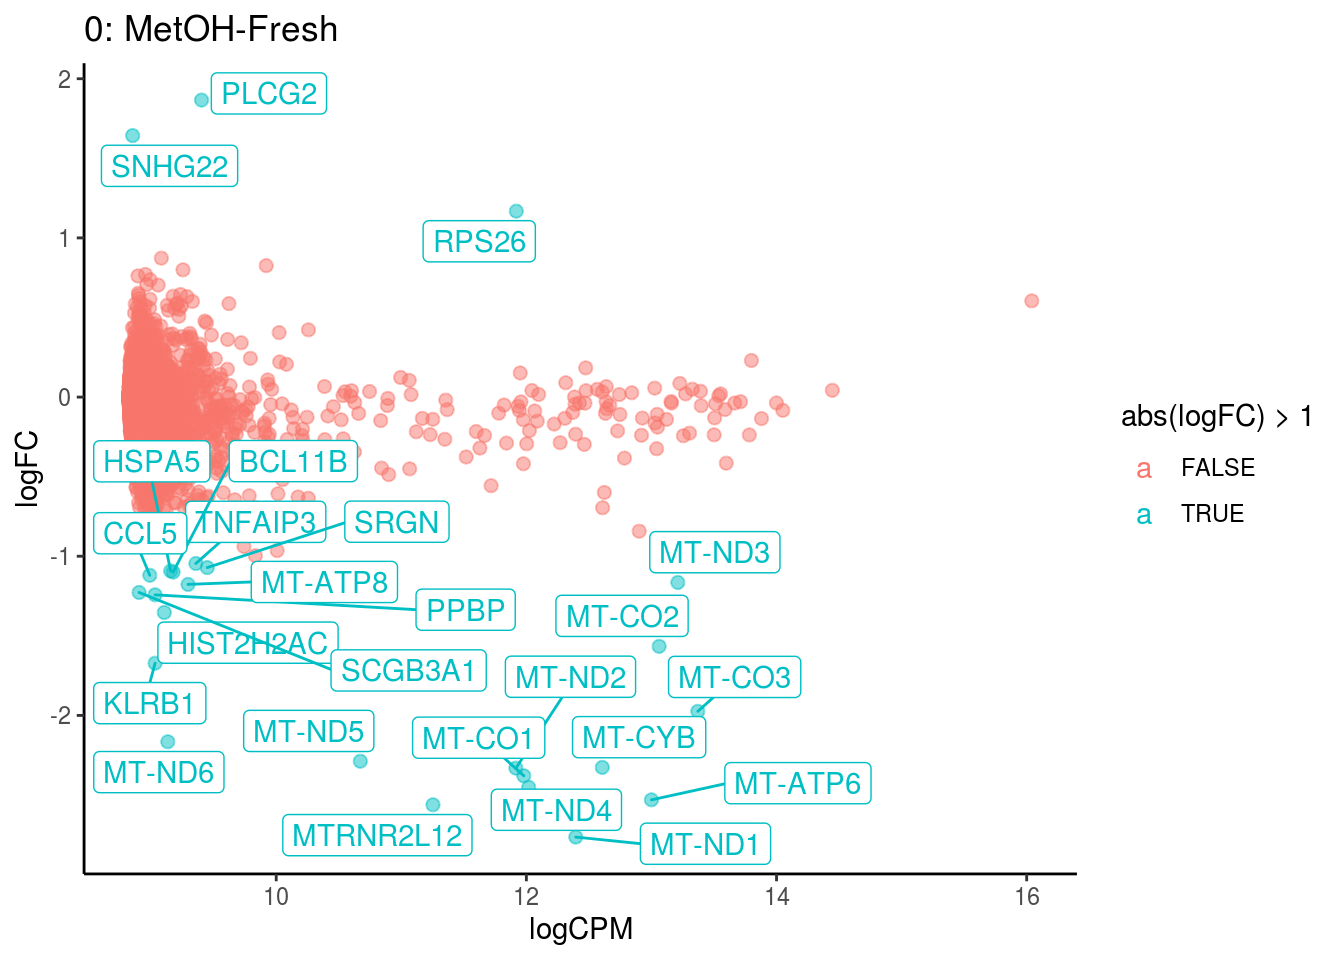 0: MetOH-Fresh
2
PLCG2
SNHG22
1
RPS26
0
abs(logFC) > 1
a FALSE
a TRUE
logFC
HSPA5
BCL11B
CCL5
TNFAIP3
SRGN
-1
MT-ND3
MT-ATP8
PPBP
MT-CO2
HIST2H2AC
SCGB3A1
MT-ND2
MT-CO3
KLRB1
-2
MT-ND5
MT-CO1
MT-CYB
MT-ND6
MT-ATP6
MT-ND4
MTRNR2L12
MT-ND1
10 12 14 16
logCPM